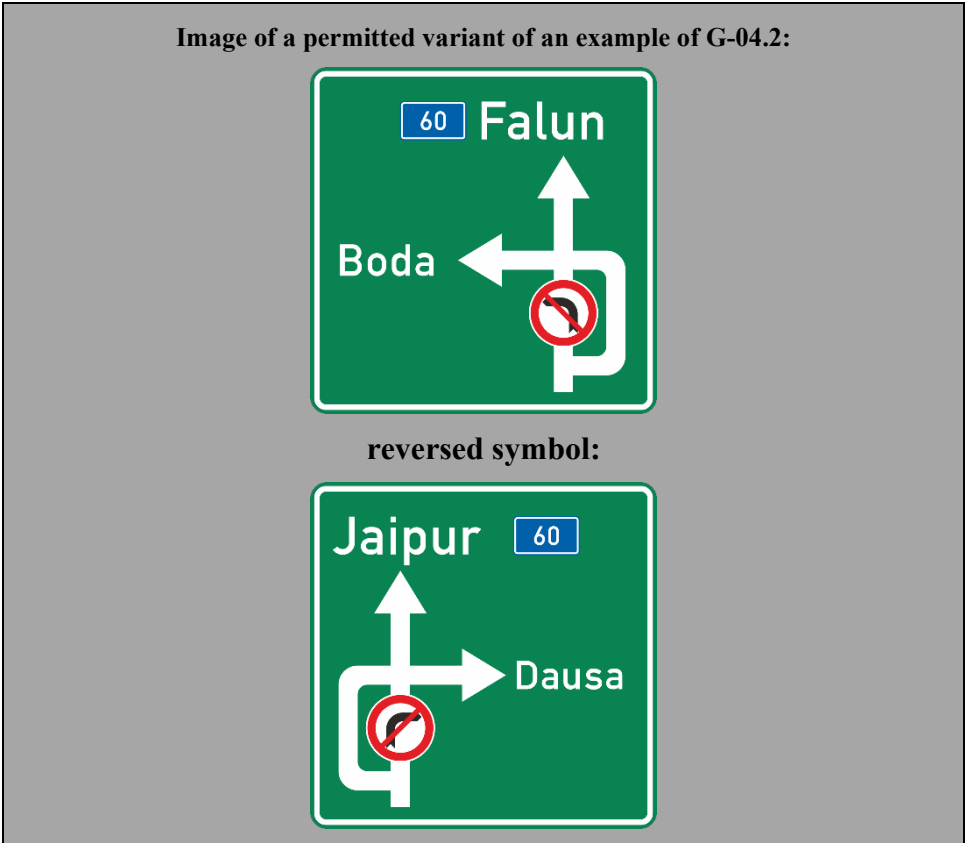 Image of a permitted variant of an example of G-04.2:
60 Falun
Boda
reversed symbol:
Jaipur 60
Dausa